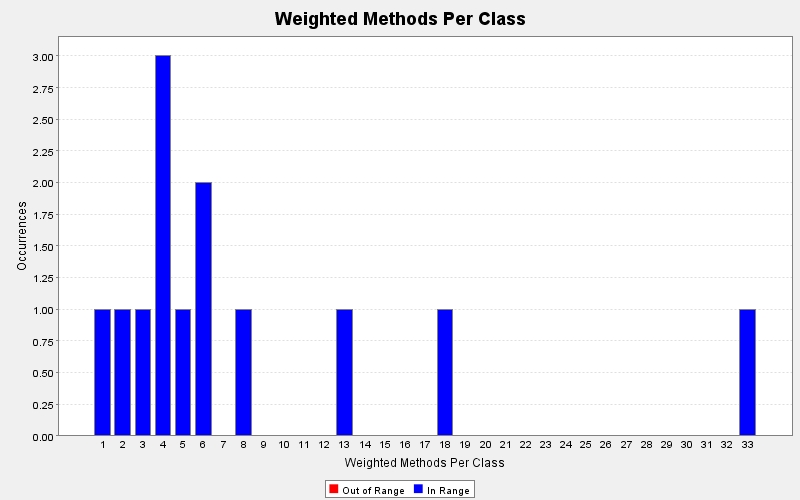 Weighted Methods Per Class
3.00
2.75
2.50
2.25
2.00
1.75
1.50
1.25
1.00
0.75
0.50
0.25
0.00
Occurrences
1 2 3 4 5 6 7 8 9 10 11 12 13 14 15 16 17 18 19 20 21 22 23 24 25 26 27 28 29 30 31 32 33
Weighted Methods Per Class
Out of Range In Range